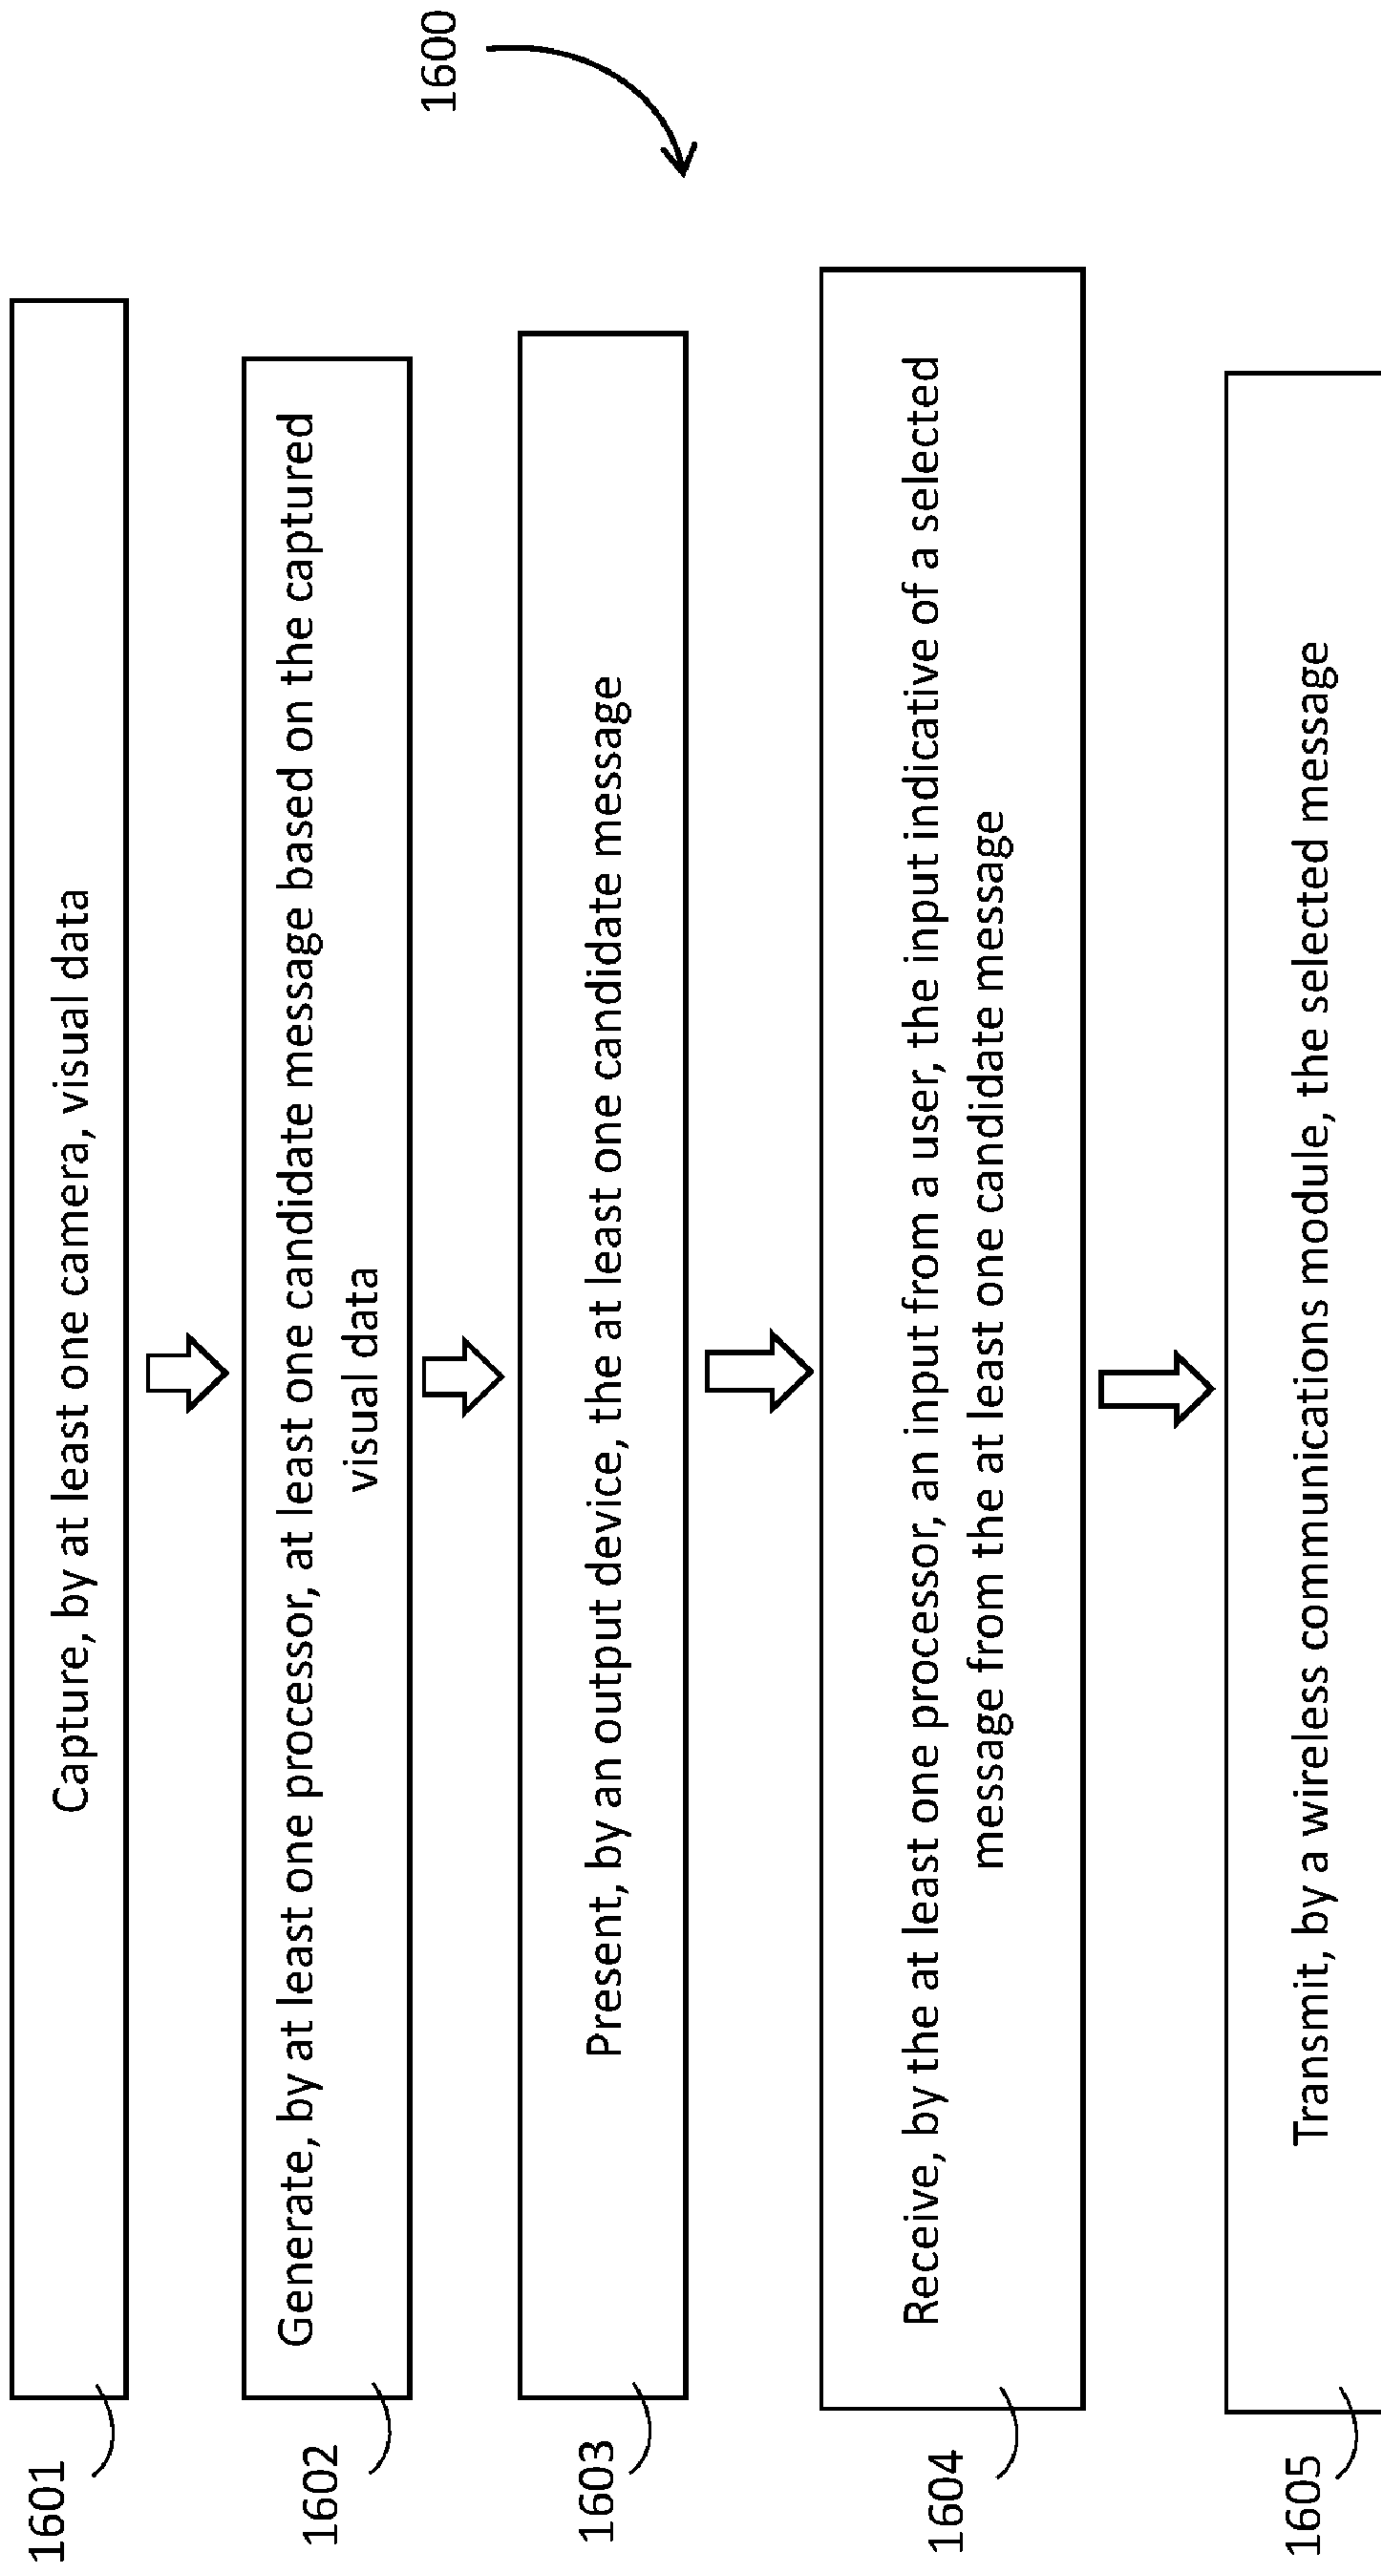 1600
1601
Capture, by at least one camera, visual data
1602
Generate, by at least one processor, at least one candidate message based on the captured
visual data
1603
Present, by an output device, the at least one candidate message
1604
Receive, by the at least one processor, an input from a user, the input indicative of a selected
message from the at least one candidate message
1605
Transmit, by a wireless communications module, the selected message